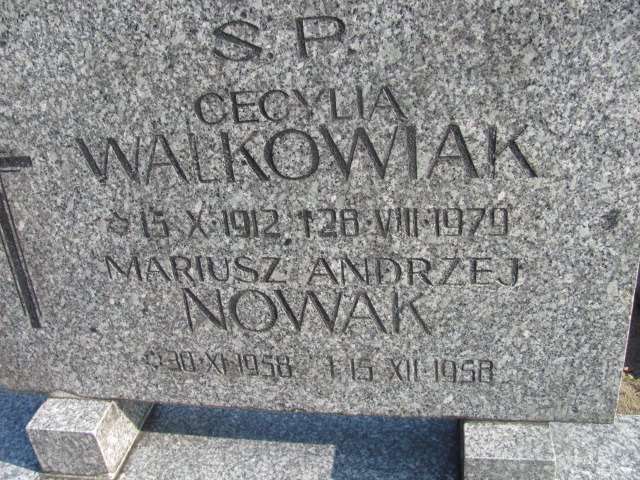 S.P.
CECYLIA
WALKOWIAK
☆ 15·X·1912, †28·VIII·1979
MARIUSZ ANDRZEJ
NOWAK
☆30·XI·1958 †15·XII·1958